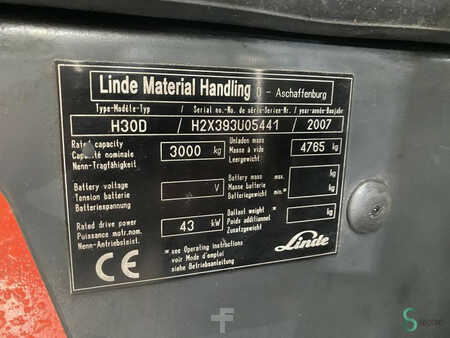 Linde Material Handling
D - Aschaffenburg
Type-Modèle-Typ / Serial no.-No. de série-Serien-Nr. / year-année-Baujahr
H30D / H2X393U05441 / 2007
Rated capacity
Capacité nominale
Nenn-Tragfähigkeit
3000 kg
Unladen mass
Masse à vide
Leergewicht
4765 kg
Battery voltage
Tension batterie
Batteriespannung
V
Battery mass max.
Masse batterie
Batteriegewicht min.
kg
kg
Rated drive power
Puissance motr.nom.
Nenn-Antriebsleist.
43 kW
Ballast weight
Poids additionnel
Zusatzgewicht
kg
* see Operating Instructions
voir Mode d'emploi
siehe Betriebsanleitung
CE
Linde